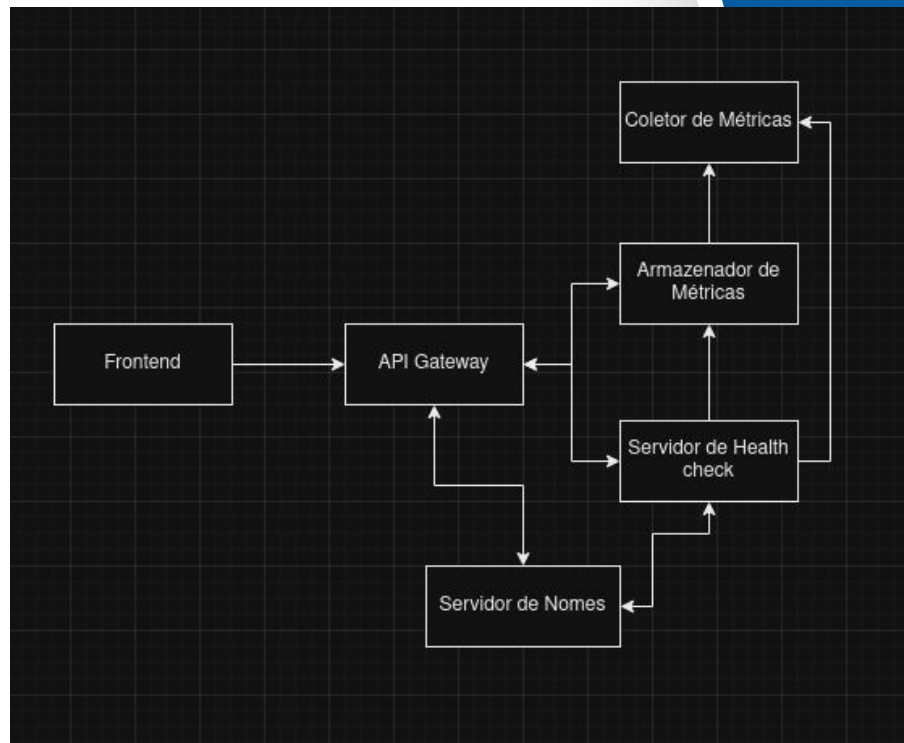 Coletor de Métricas
Armazenador de
Métricas
Frontend
API Gateway
Servidor de Health
check
Servidor de Nomes